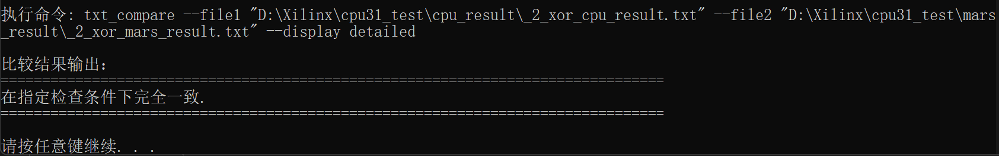 执行命令: txt_compare --file1 "D:\Xilinx\cpu31_test\cpu_result\_2_xor_cpu_result.txt" --file2 "D:\Xilinx\cpu31_test\mars
_result\_2_xor_mars_result.txt" --display detailed
比较结果输出：
================================================================================
在指定检查条件下完全一致.
================================================================================
请按任意键继续. . .